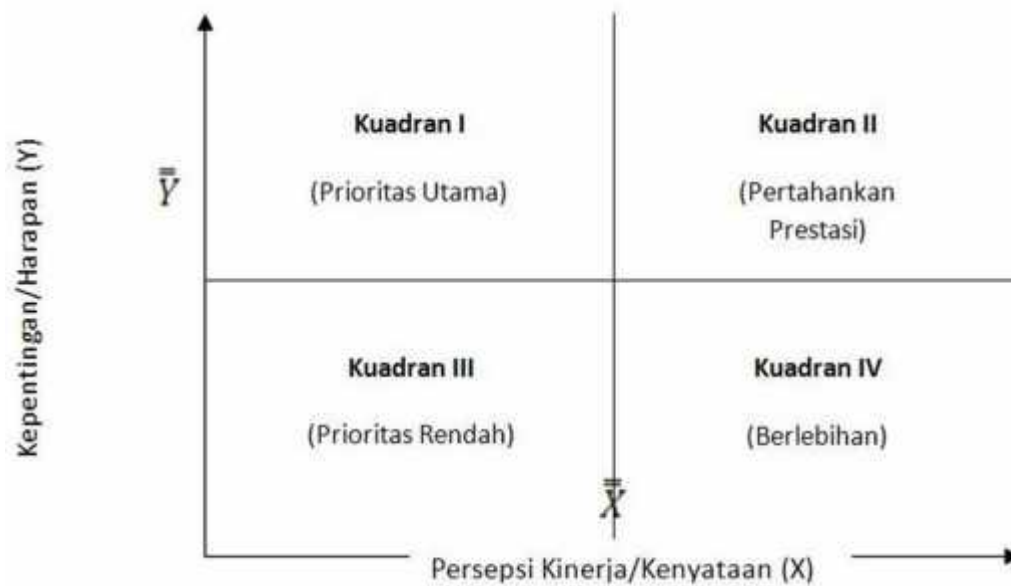 Kepentingan/Harapan (Y)
Y̿
Kuadran I
(Prioritas Utama)
Kuadran II
(Pertahankan
Prestasi)
Kuadran III
(Prioritas Rendah)
Kuadran IV
(Berlebihan)
X̿
Persepsi Kinerja/Kenyataan (X)